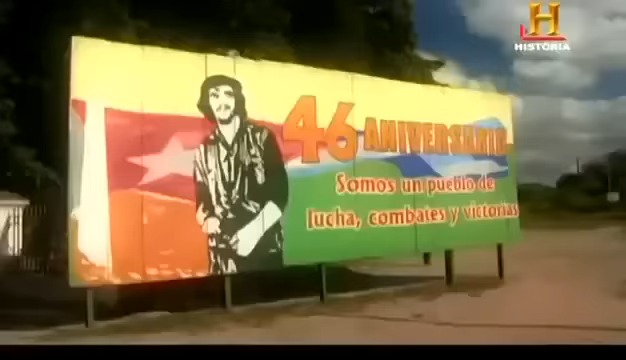 H
HISTORIA
46 ANIVERSARIO
Somos un pueblo de
lucha, combates y victorias